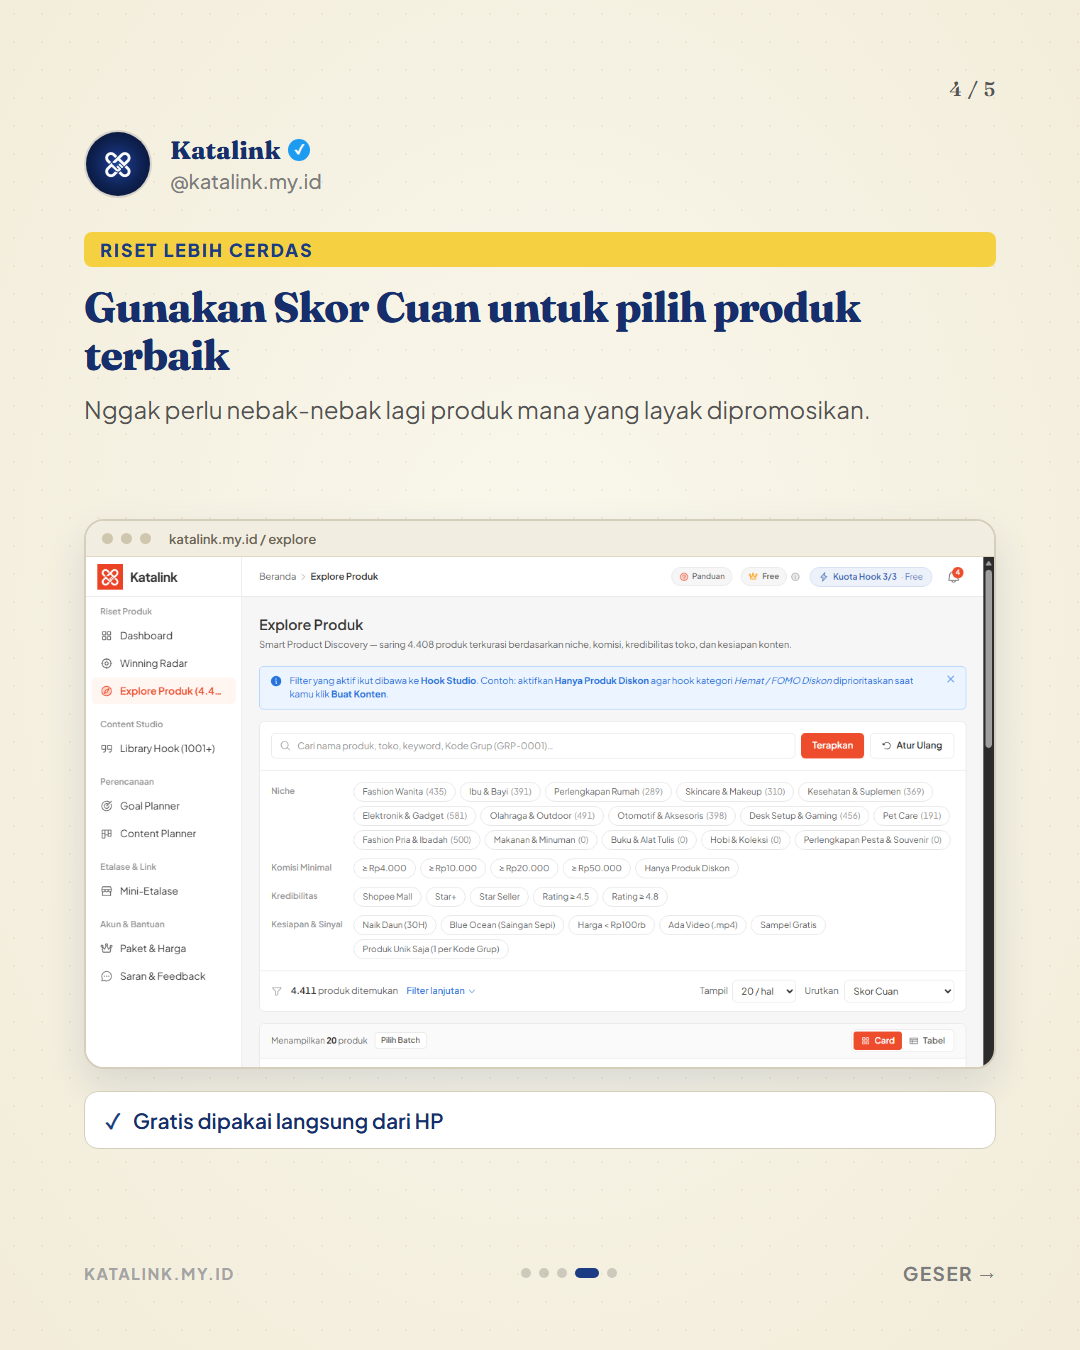 4 / 5
Katalink
@katalink.my.id
RISET LEBIH CERDAS
Gunakan Skor Cuan untuk pilih produk
terbaik
Nggak perlu nebak-nebak lagi produk mana yang layak dipromosikan.
katalink.my.id / explore
Katalink
Beranda > Explore Produk
Panduan
Free
Kuota Hook 3/3 · Free
4
Riset Produk
Dashboard
Winning Radar
Explore Produk (4.4...
Content Studio
Library Hook (1001+)
Perencanaan
Goal Planner
Content Planner
Etalase & Link
Mini-Etalase
Akun & Bantuan
Paket & Harga
Saran & Feedback
Explore Produk
Smart Product Discovery — saring 4.408 produk terkurasi berdasarkan niche, komisi, kredibilitas toko, dan kesiapan konten.
Filter yang aktif ikut dibawa ke Hook Studio. Contoh: aktifkan Hanya Produk Diskon agar hook kategori Hemat / FOMO Diskon diprioritaskan saat
kamu klik Buat Konten.
Cari nama produk, toko, keyword, Kode Grup (GRP-0001)...
Terapkan
Atur Ulang
Niche
Fashion Wanita (435) Ibu & Bayi (391) Perlengkapan Rumah (289) Skincare & Makeup (310) Kesehatan & Suplemen (369)
Elektronik & Gadget (581) Olahraga & Outdoor (491) Otomotif & Aksesoris (398) Desk Setup & Gaming (456) Pet Care (191)
Fashion Pria & Ibadah (500) Makanan & Minuman (0) Buku & Alat Tulis (0) Hobi & Koleksi (0) Perlengkapan Pesta & Souvenir (0)
Komisi Minimal
≥ Rp4.000 ≥ Rp10.000 ≥ Rp20.000 ≥ Rp50.000 Hanya Produk Diskon
Kredibilitas
Shopee Mall Star+ Star Seller Rating ≥ 4.5 Rating ≥ 4.8
Kesiapan & Sinyal
Naik Daun (30H) Blue Ocean (Saingan Sepi) Harga < Rp100rb Ada Video (.mp4) Sampel Gratis
Produk Unik Saja (1 per Kode Grup)
4.411 produk ditemukan
Filter lanjutan
Tampil
20 / hal
Urutkan
Skor Cuan
Menampilkan 20 produk
Pilih Batch
Card
Tabel
✓ Gratis dipakai langsung dari HP
KATALINK.MY.ID
GESER →